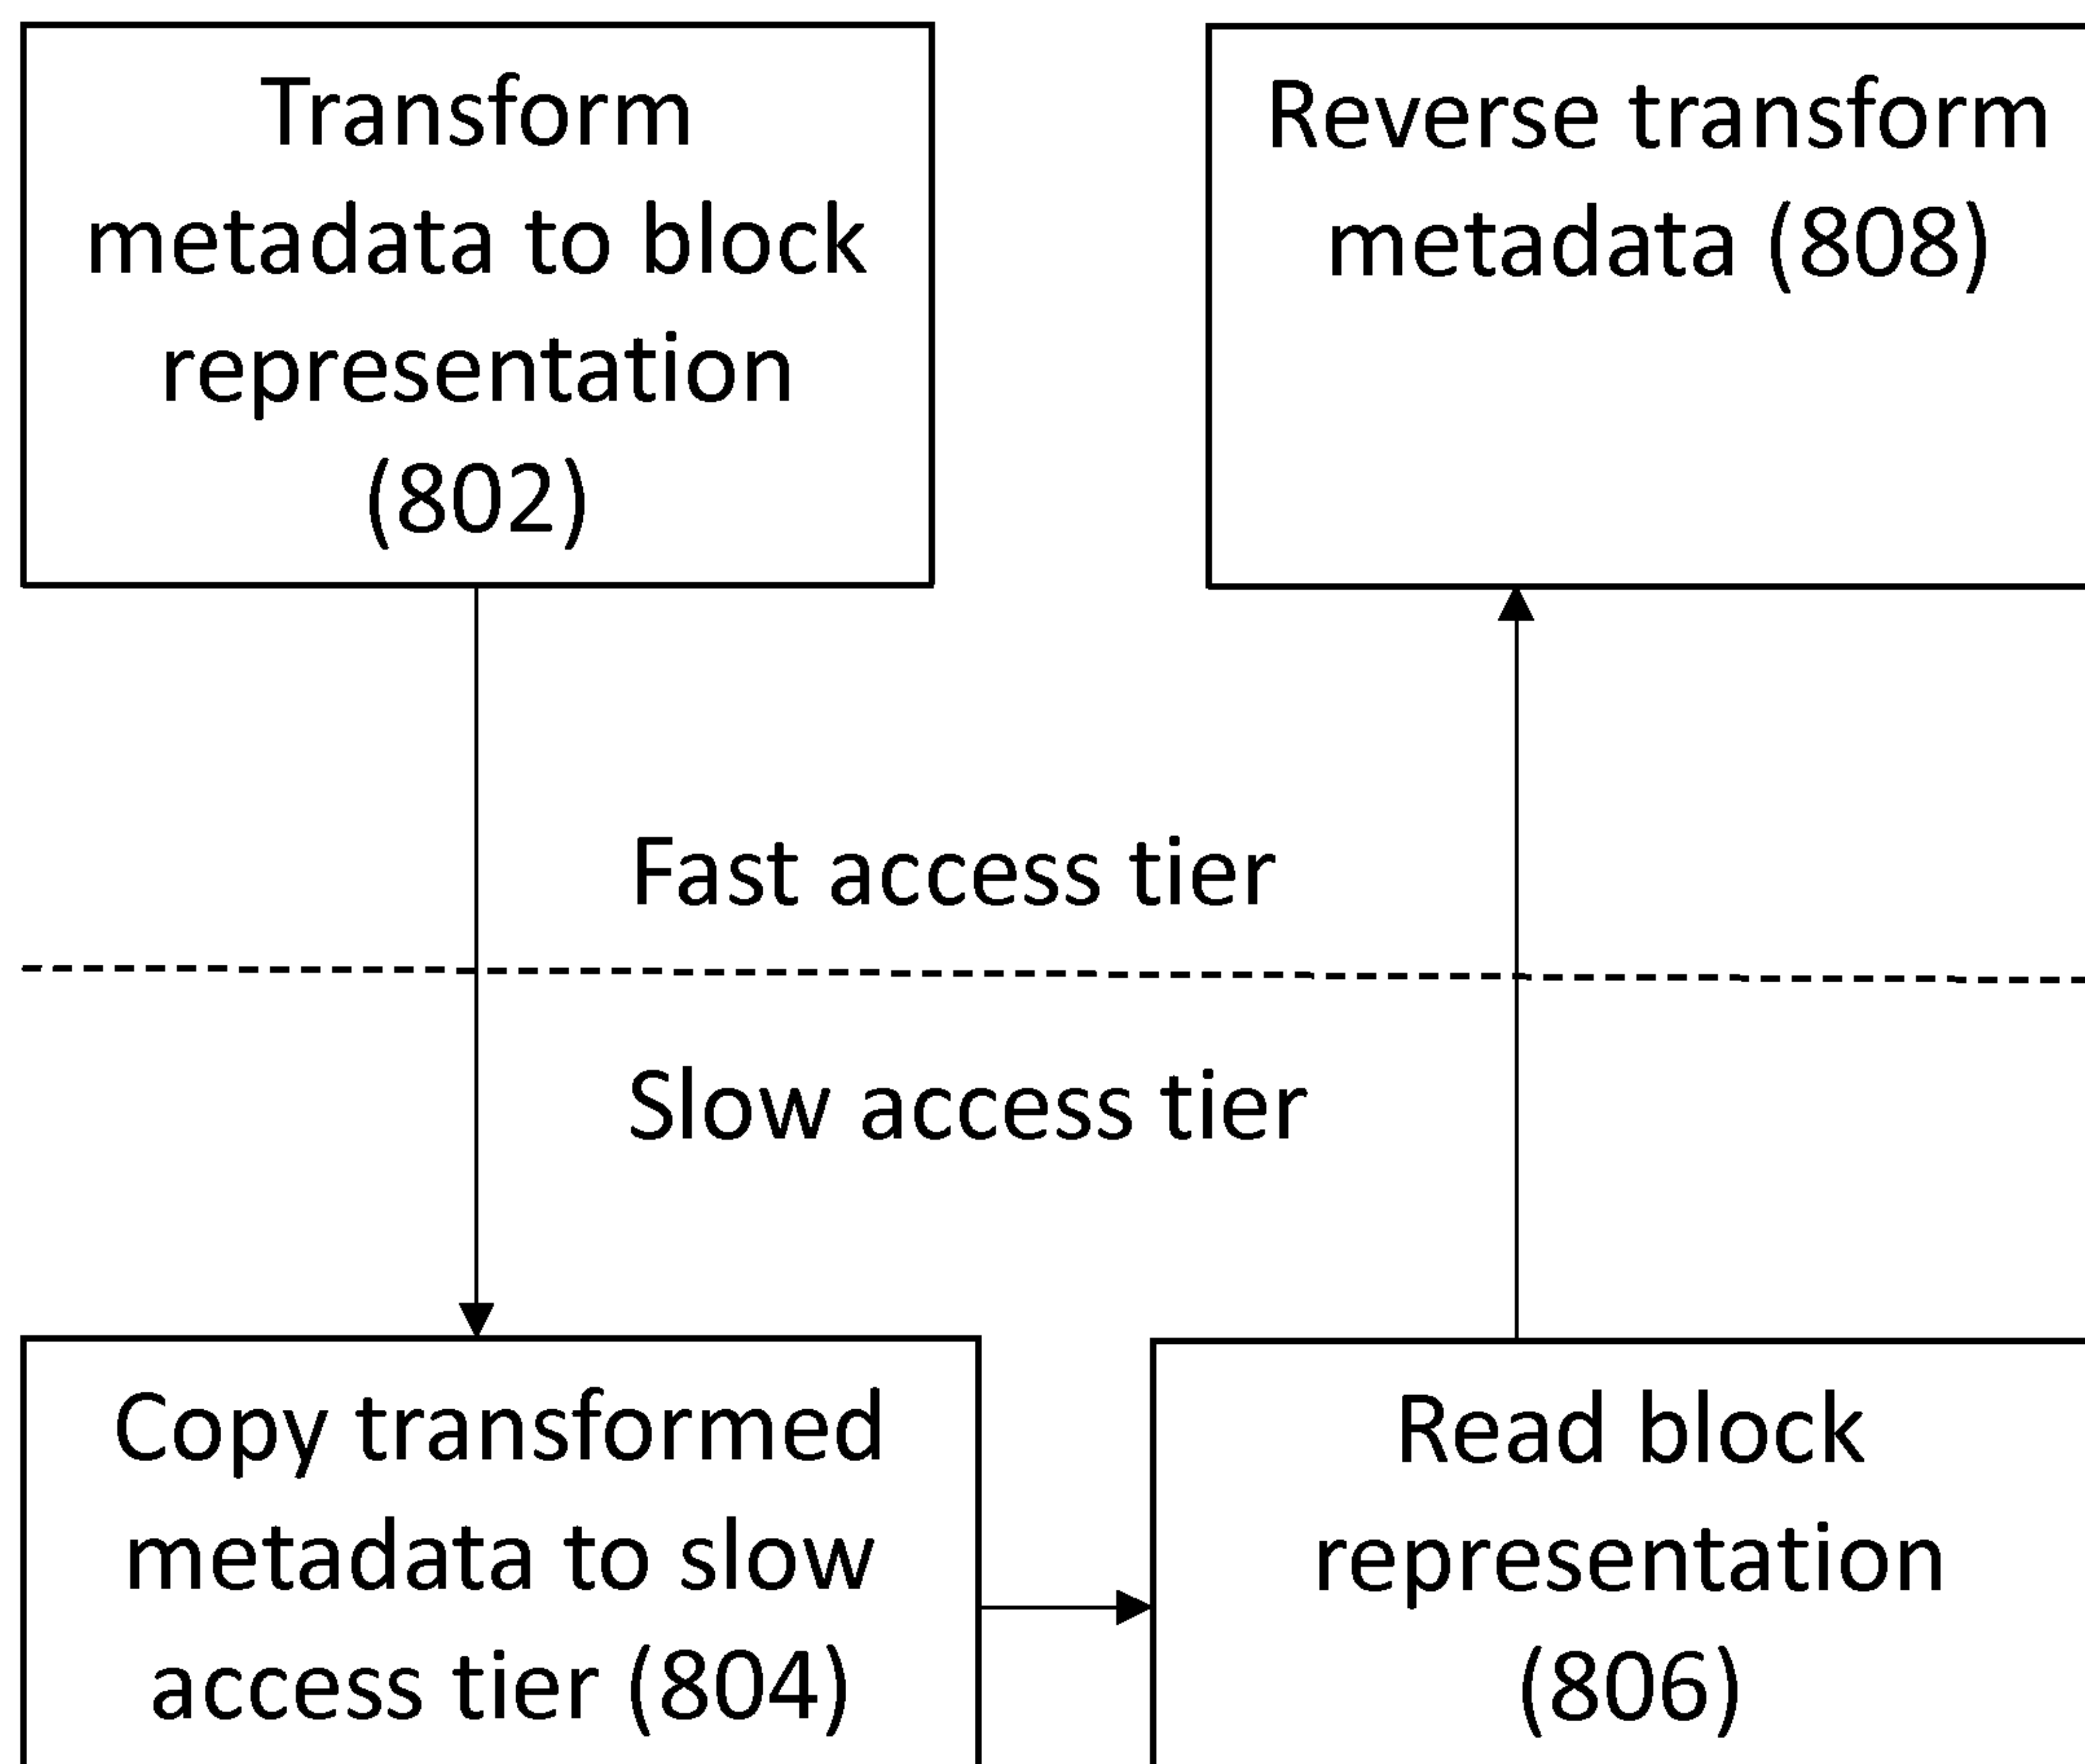 Transform
metadata to block
representation
(802)
Reverse transform
metadata (808)
Fast access tier
Slow access tier
Copy transformed
metadata to slow
access tier (804)
Read block
representation
(806)